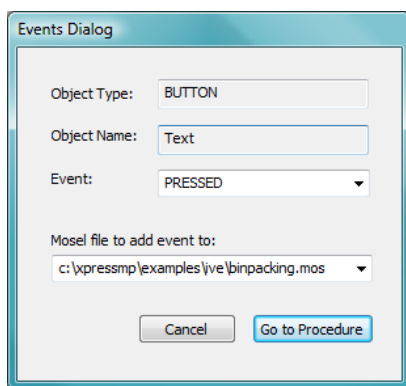 Events Dialog
Object Type: BUTTON
Object Name: Text
Event: PRESSED
Mosel file to add event to:
c:\xpressmp\examples\ive\binpacking.mos
Cancel Go to Procedure